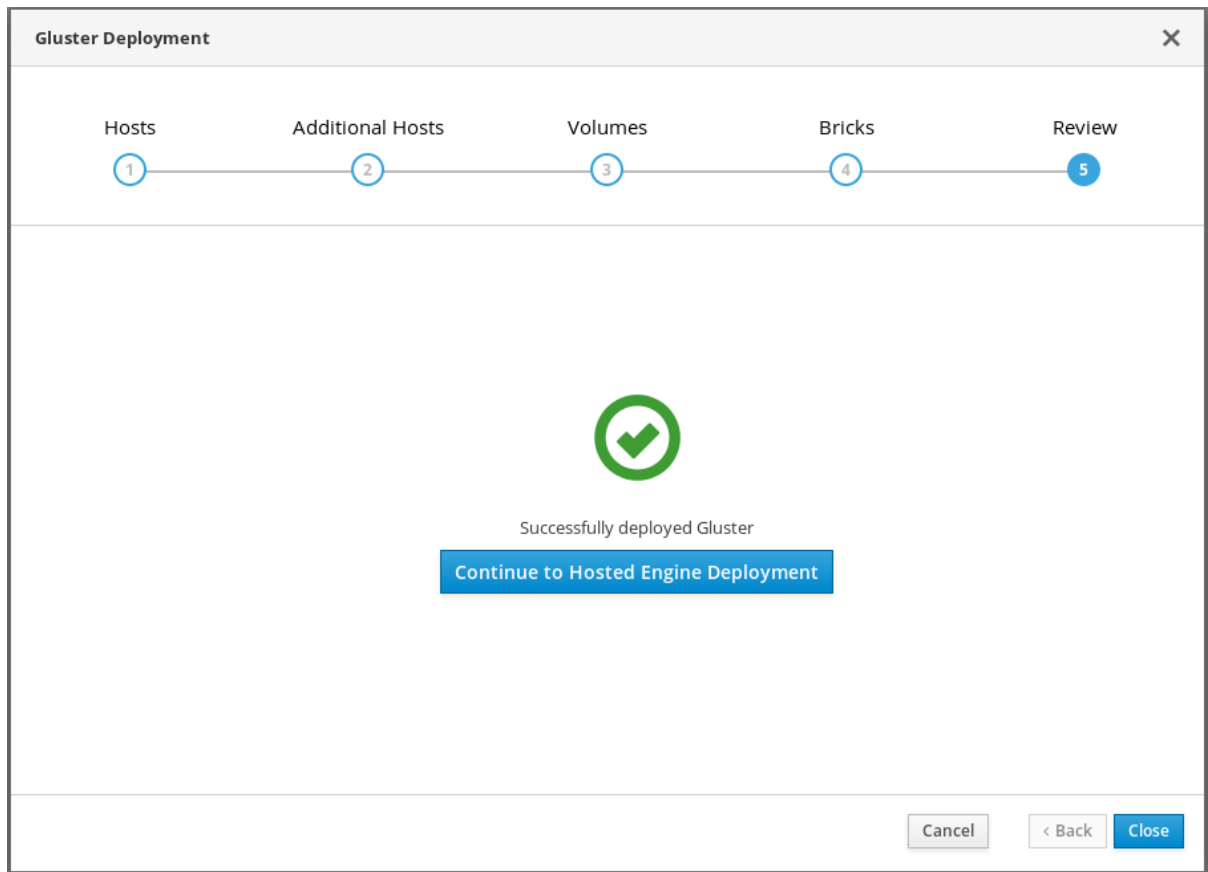 Gluster Deployment
Hosts Additional Hosts Volumes Bricks Review
1 2 3 4 5
Successfully deployed Gluster
Continue to Hosted Engine Deployment
Cancel < Back Close